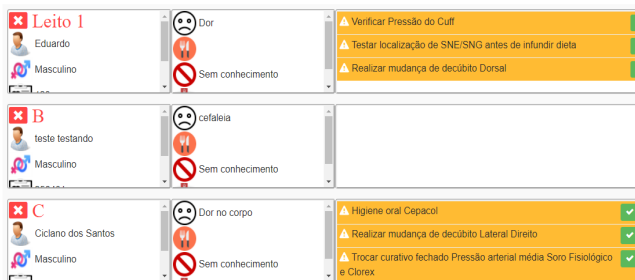 Leito 1
Eduardo
Masculino
Dor
Sem conhecimento
Verificar Pressão do Cuff
Testar localização de SNE/SNG antes de infundir dieta
Realizar mudança de decúbito Dorsal
B
teste testando
Masculino
cefaleia
Sem conhecimento
C
Ciclano dos Santos
Masculino
Dor no corpo
Sem conhecimento
Higiene oral Cepacol
Realizar mudança de decúbito Lateral Direito
Trocar curativo fechado Pressão arterial média Soro Fisiológico
e Clorex